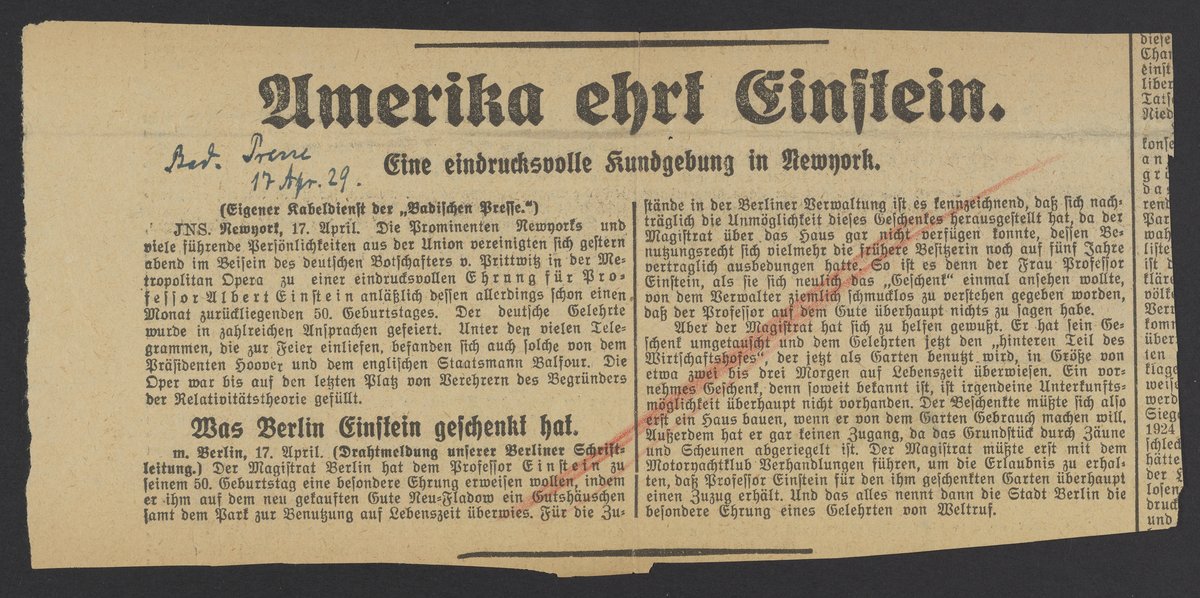 Amerika ehrt Einstein.
Bad. Presse
17 Apr. 29.
Eine eindrucksvolle Kundgebung in Newyork.
(Eigener Kabeldienst der „Badischen Presse.“)
JNS. Newyork, 17. April. Die Prominenten Newyorks und
viele führende Persönlichkeiten aus der Union vereinigten sich gestern
abend im Beisein des deutschen Botschafters v. Prittwitz in der Me-
tropolitan Opera zu einer eindrucksvollen Ehrung für Pro-
fessor Albert Einstein anläßlich dessen allerdings schon einen
Monat zurückliegenden 50. Geburtstages. Der deutsche Gelehrte
wurde in zahlreichen Ansprachen gefeiert. Unter den vielen Tele-
grammen, die zur Feier einliefen, befanden sich auch solche von dem
Präsidenten Hoover und dem englischen Staatsmann Balfour. Die
Oper war bis auf den letzten Platz von Verehrern des Begründers
der Relativitätstheorie gefüllt.
Was Berlin Einstein geschenkt hat.
m. Berlin, 17. April. (Drahtmeldung unserer Berliner Schrift-
leitung.) Der Magistrat Berlin hat dem Professor Einstein zu
seinem 50. Geburtstag eine besondere Ehrung erweisen wollen, indem
er ihm auf dem neu gekauften Gute Neu-Fladow ein Gutshäuschen
samt dem Park zur Benutzung auf Lebenszeit überwies. Für die Zu-
stände in der Berliner Verwaltung ist es kennzeichnend, daß sich nach-
träglich die Unmöglichkeit dieses Geschenkes herausgestellt hat, da der
Magistrat über das Haus gar nicht verfügen konnte, dessen Be-
nutzungsrecht sich vielmehr die frühere Besitzerin noch auf fünf Jahre
vertraglich ausbedungen hatte. So ist es denn der Frau Professor
Einstein, als sie sich neulich das „Geschenk“ einmal ansehen wollte,
von dem Verwalter ziemlich schmucklos zu verstehen gegeben worden,
daß der Professor auf dem Gute überhaupt nichts zu sagen habe.
Aber der Magistrat hat sich zu helfen gewußt. Er hat sein Ge-
schenk umgetauscht und dem Gelehrten jetzt den „hinteren Teil des
Wirtschaftshofes“, der jetzt als Garten benutzt wird, in Größe von
etwa zwei bis drei Morgen auf Lebenszeit überwiesen. Ein vor-
nehmes Geschenk, denn soweit bekannt ist, ist irgendeine Unterkunfts-
möglichkeit überhaupt nicht vorhanden. Der Beschenkte müßte sich also
erst ein Haus bauen, wenn er von dem Garten Gebrauch machen will.
Außerdem hat er gar keinen Zugang, da das Grundstück durch Zäune
und Scheunen abgeriegelt ist. Der Magistrat müßte erst mit dem
Motoryachtklub Verhandlungen führen, um die Erlaubnis zu erhal-
ten, daß Professor Einstein für den ihm geschenkten Garten überhaupt
einen Zuzug erhält. Und das alles nennt dann die Stadt Berlin die
besondere Ehrung eines Gelehrten von Weltruf.